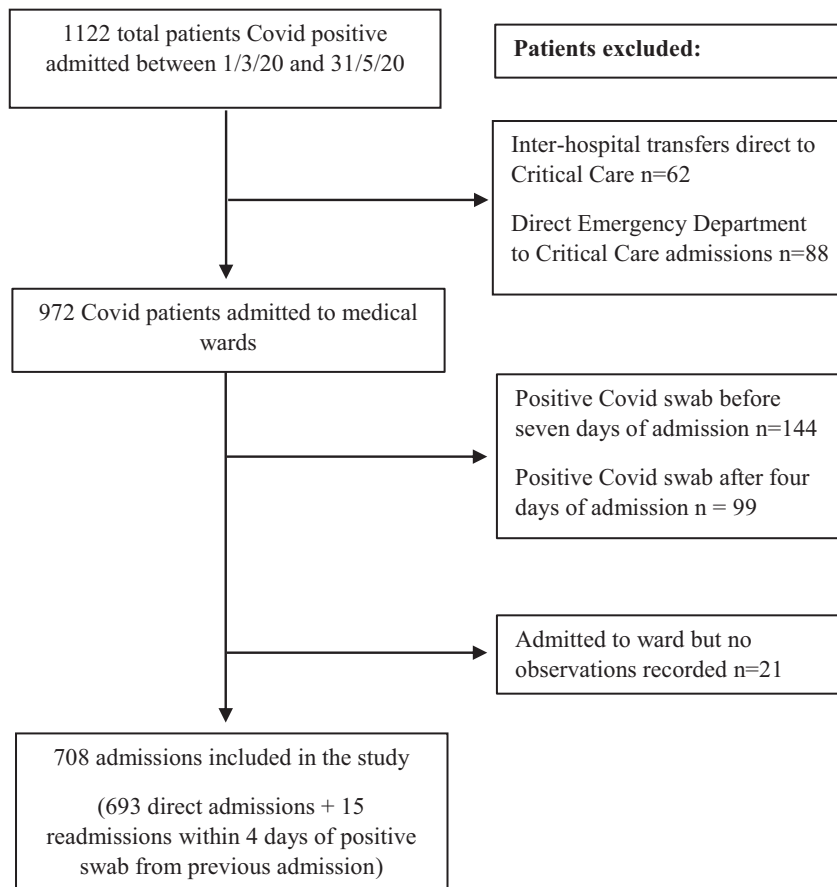 1122 total patients Covid positive
admitted between 1/3/20 and 31/5/20
Patients excluded:
Inter-hospital transfers direct to
Critical Care n=62
Direct Emergency Department
to Critical Care admissions n=88
972 Covid patients admitted to medical
wards
Positive Covid swab before
seven days of admission n=144
Positive Covid swab after four
days of admission n = 99
Admitted to ward but no
observations recorded n=21
708 admissions included in the study
(693 direct admissions + 15
readmissions within 4 days of positive
swab from previous admission)